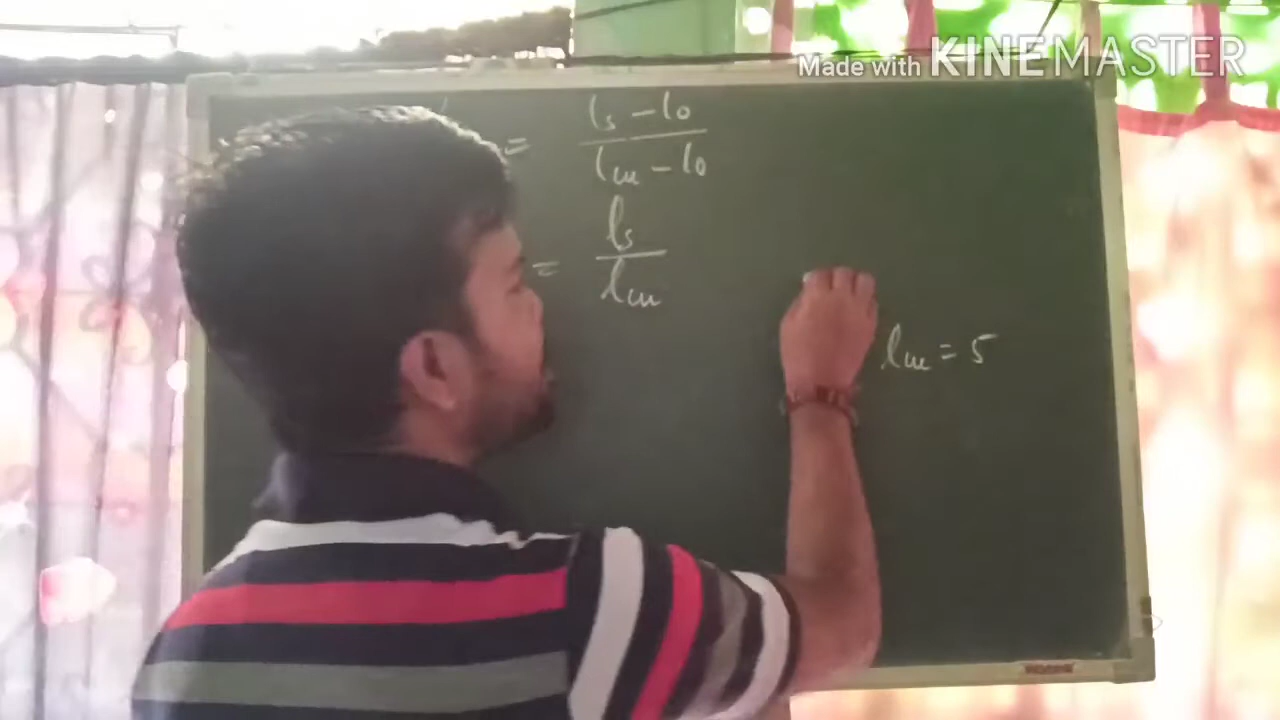 Made with KINEMASTER
= ls - lo
lm - lo
= ls
lm
lm = 5